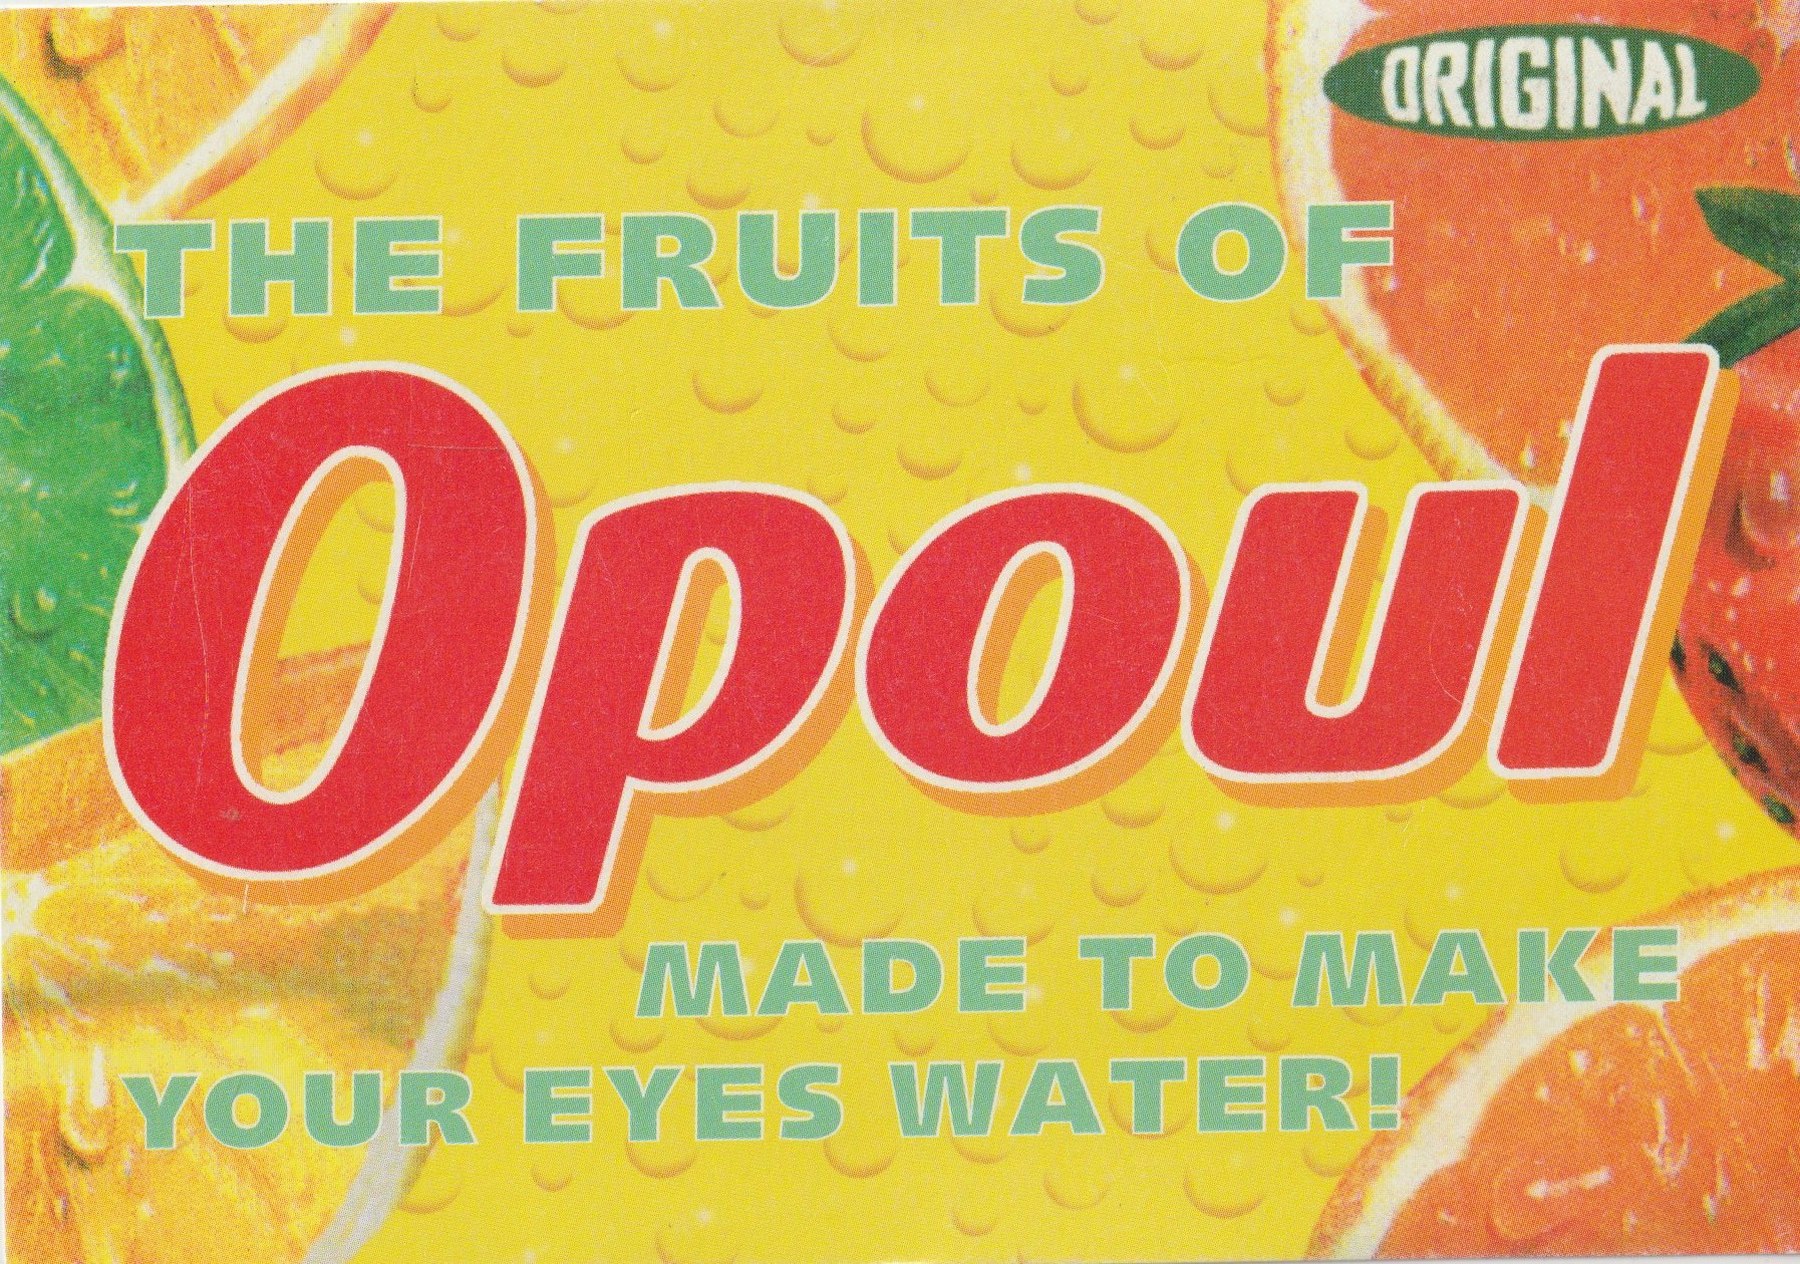 ORIGINAL
THE FRUITS OF
Opoul
MADE TO MAKE
YOUR EYES WATER!